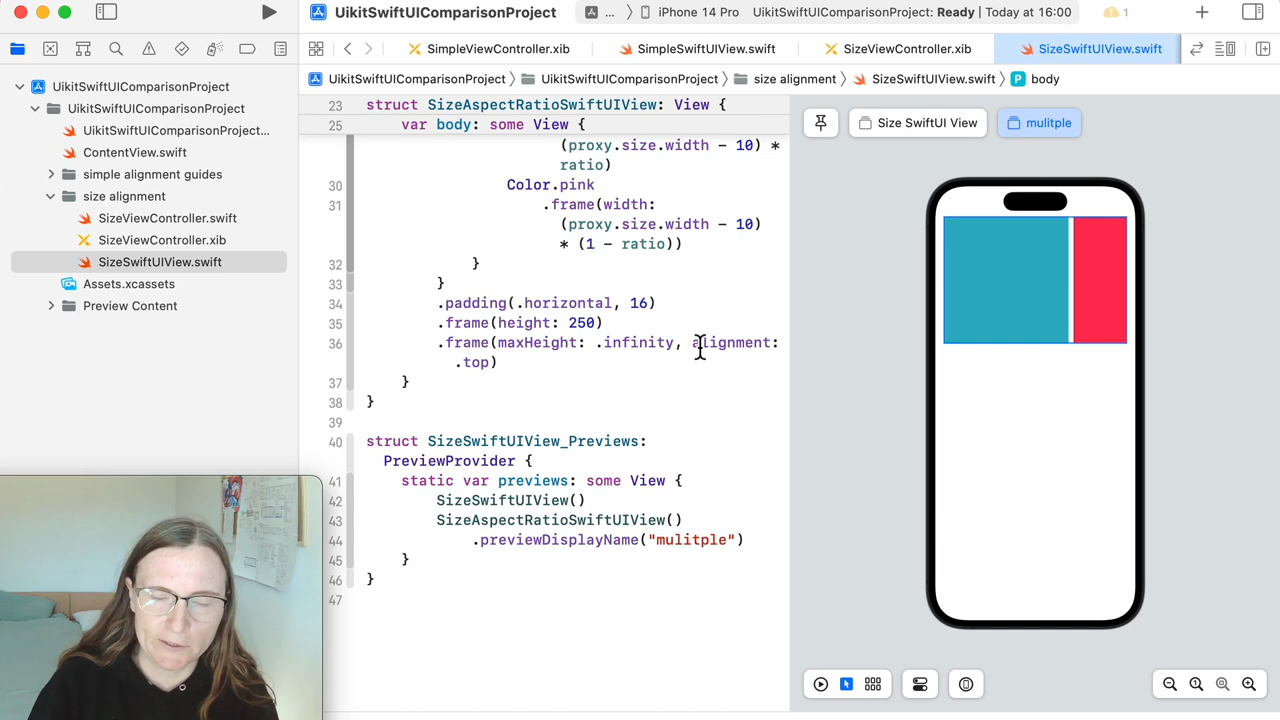 UikitSwiftUIComparisonProject
... 〉 iPhone 14 Pro UikitSwiftUIComparisonProject: Ready | Today at 16:00
1
SimpleViewController.xib
SimpleSwiftUIView.swift
SizeViewController.xib
SizeSwiftUIView.swift
UikitSwiftUIComparisonProject 〉 UikitSwiftUIComparisonProject 〉 size alignment 〉 SizeSwiftUIView.swift 〉 P body
UikitSwiftUIComparisonProject
UikitSwiftUIComparisonProject
UikitSwiftUIComparisonProject...
ContentView.swift
simple alignment guides
size alignment
SizeViewController.swift
SizeViewController.xib
SizeSwiftUIView.swift
Assets.xcassets
Preview Content
23 struct SizeAspectRatioSwiftUIView: View {
25 var body: some View {
(proxy.size.width - 10) *
ratio)
30 Color.pink
31 .frame(width:
(proxy.size.width - 10)
* (1 - ratio))
32 }
33 }
34 .padding(.horizontal, 16)
35 .frame(height: 250)
36 .frame(maxHeight: .infinity, alignment:
.top)
37 }
38 }
39
40 struct SizeSwiftUIView_Previews:
PreviewProvider {
41 static var previews: some View {
42 SizeSwiftUIView()
43 SizeAspectRatioSwiftUIView()
44 .previewDisplayName("mulitple")
45 }
46 }
47
Size SwiftUI View
mulitple